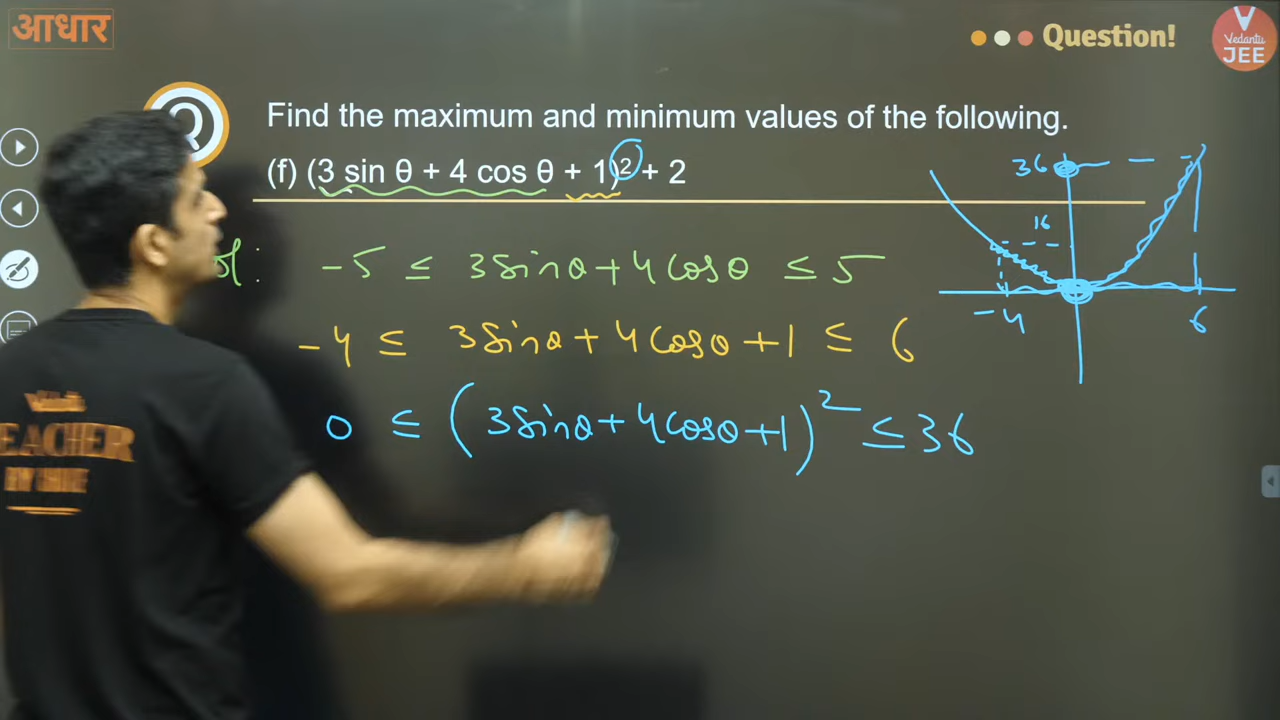 आधार
Question!
Vedantu
JEE
Find the maximum and minimum values of the following.
(f) (3 sin θ + 4 cos θ + 1)² + 2
-5 ≤ 3sinθ + 4cosθ ≤ 5
-4 ≤ 3sinθ + 4cosθ + 1 ≤ 6
0 ≤ (3sinθ + 4cosθ + 1)² ≤ 36
36
16
-4
6